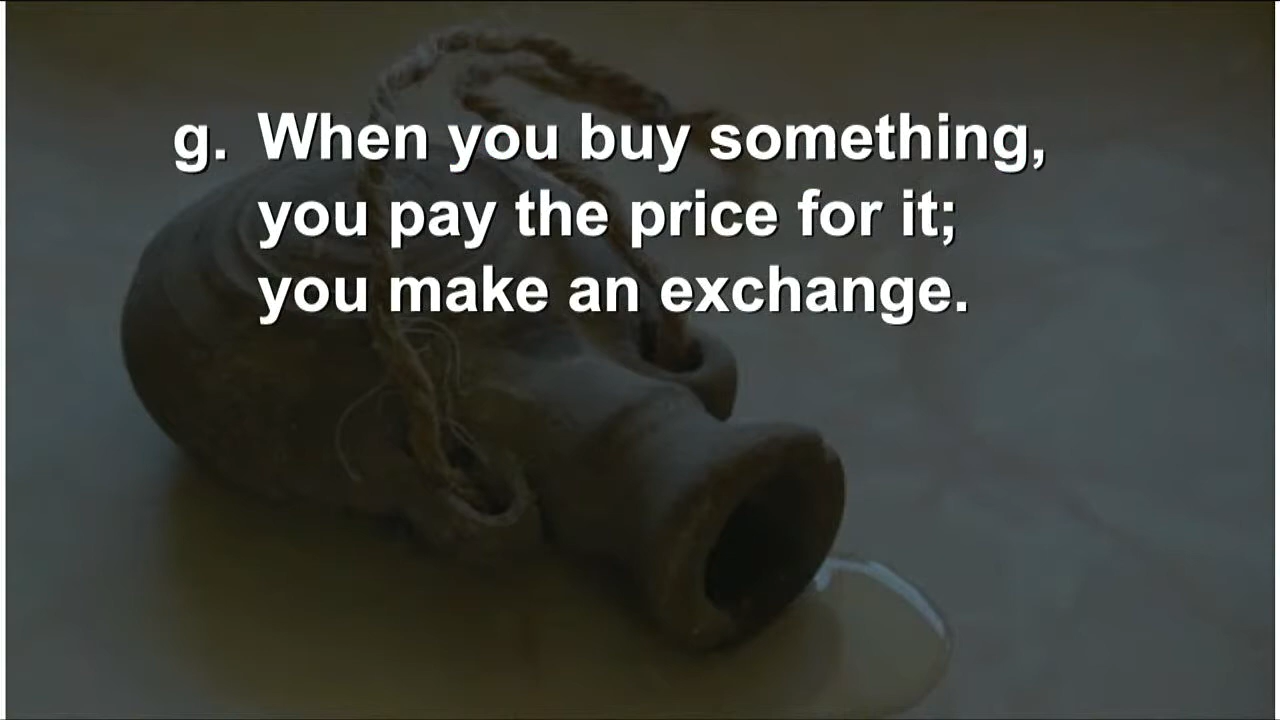 g. When you buy something,
you pay the price for it;
you make an exchange.